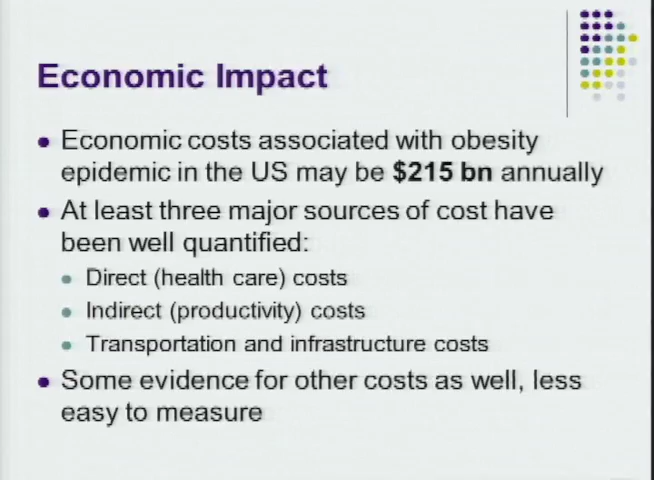 Economic Impact
Economic costs associated with obesity
epidemic in the US may be $215 bn annually
At least three major sources of cost have
been well quantified:
Direct (health care) costs
Indirect (productivity) costs
Transportation and infrastructure costs
Some evidence for other costs as well, less
easy to measure